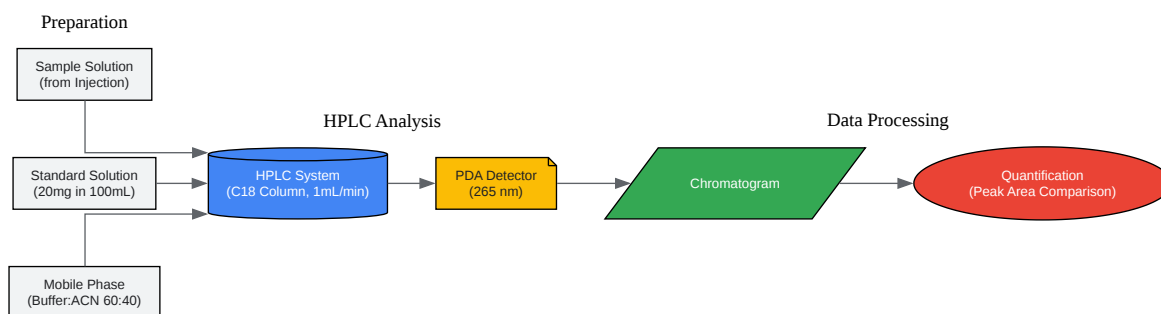 Preparation
Sample Solution
(from Injection)
HPLC Analysis
Data Processing
Standard Solution
(20mg in 100mL)
HPLC System
(C18 Column, 1mL/min)
PDA Detector
(265 nm)
Chromatogram
Quantification
(Peak Area Comparison)
Mobile Phase
(Buffer:ACN 60:40)